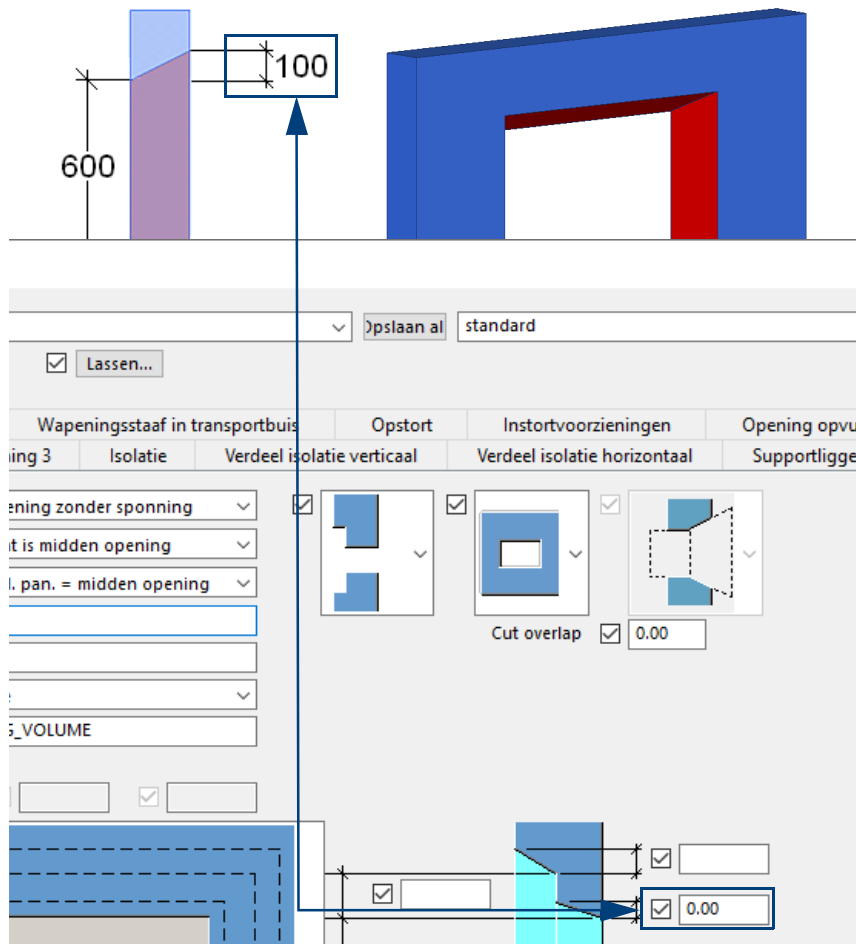 100
600
Opslaan al
standard
Lassen...
Wapeningsstaaf in transportbuis Opstort Instortvoorzieningen Opening opvu
ning 3 Isolatie Verdeel isolatie verticaal Verdeel isolatie horizontaal Supportligge
ening zonder sponning
nt is midden opening
l. pan. = midden opening
Cut overlap 0.00
G_VOLUME
0.00